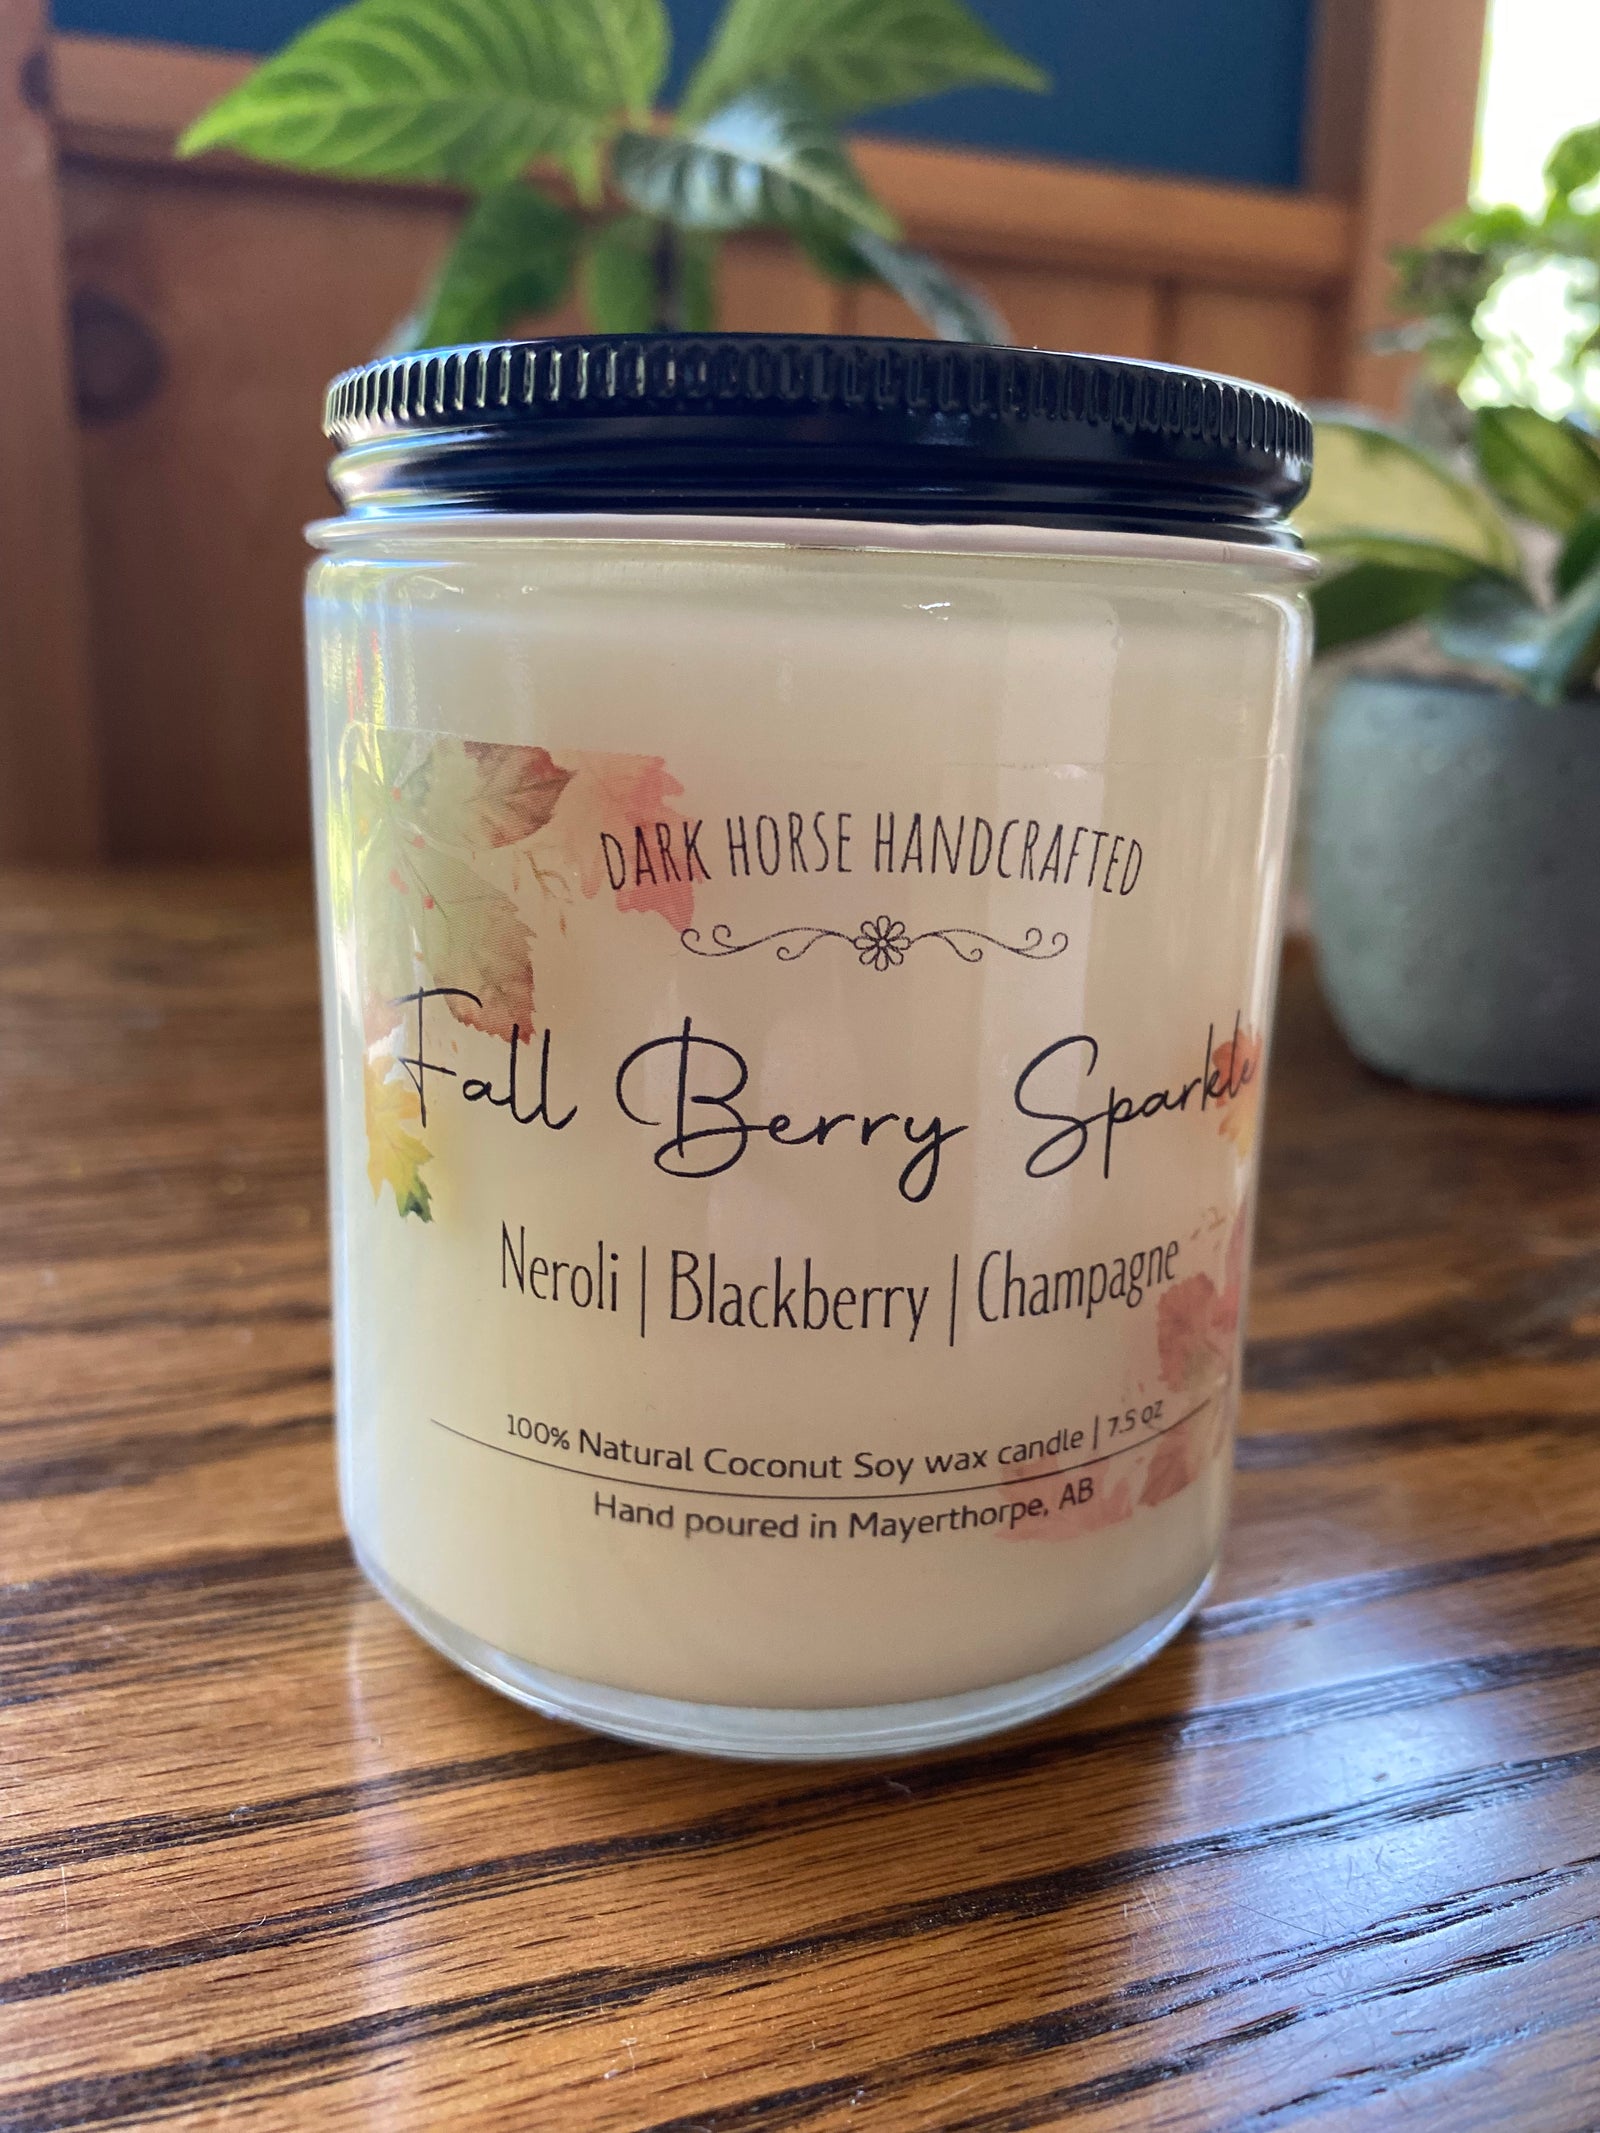 DARK HORSE HANDCRAFTED
Fall Berry Sparkle
Neroli | Blackberry | Champagne
100% Natural Coconut Soy wax candle | 7.5 oz
Hand poured in Mayerthorpe, AB